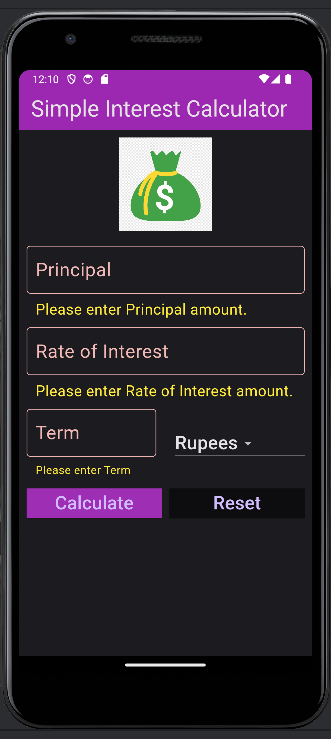 12:10
Simple Interest Calculator
$
Principal
Please enter Principal amount.
Rate of Interest
Please enter Rate of Interest amount.
Term
Rupees
Please enter Term
Calculate
Reset